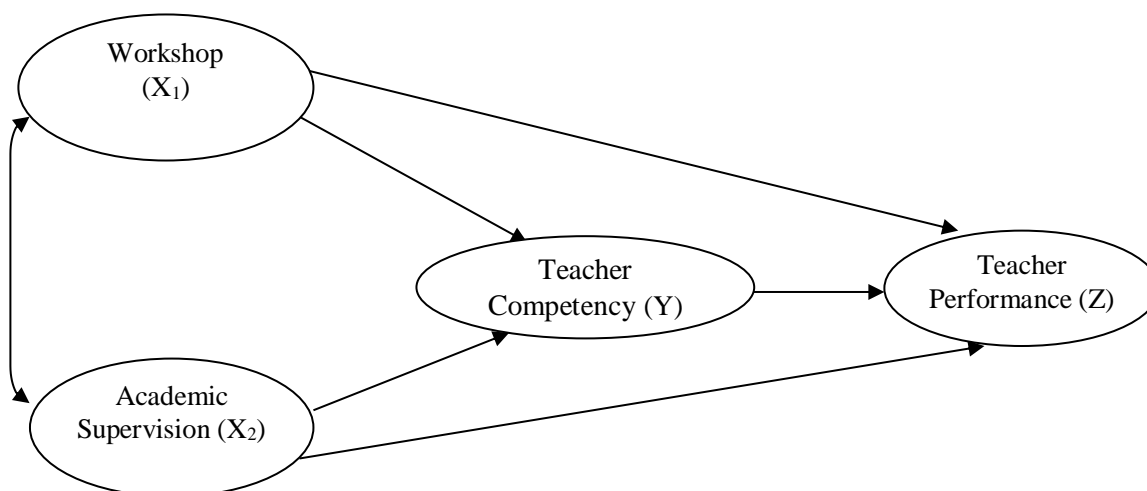 Workshop
(X₁)
Teacher
Competency (Y)
Teacher
Performance (Z)
Academic
Supervision (X₂)